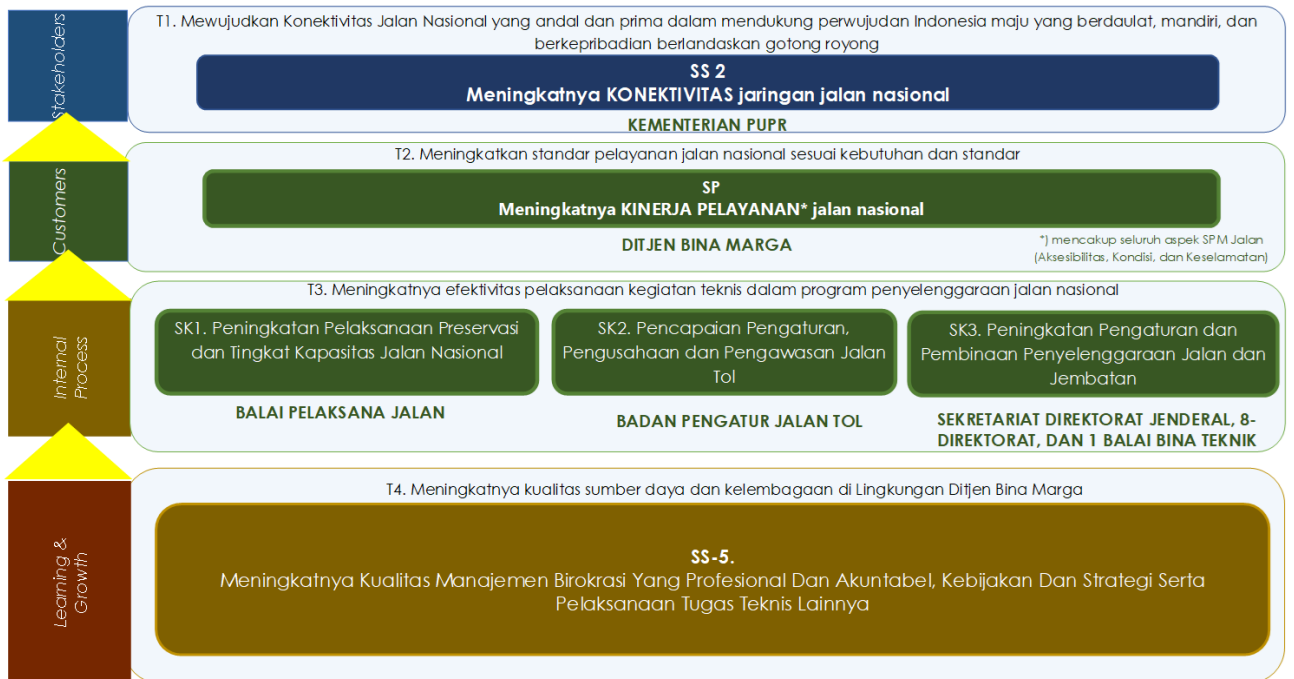 Stakeholders
T1. Mewujudkan Konektivitas Jalan Nasional yang andal dan prima dalam mendukung perwujudan Indonesia maju yang berdaulat, mandiri, dan
berkepribadian berlandaskan gotong royong
SS 2
Meningkatnya KONEKTIVITAS jaringan jalan nasional
KEMENTERIAN PUPR
Customers
T2. Meningkatkan standar pelayanan jalan nasional sesuai kebutuhan dan standar
SP
Meningkatnya KINERJA PELAYANAN* jalan nasional
DITJEN BINA MARGA
*) mencakup seluruh aspek SPM Jalan
(Aksesibilitas, Kondisi, dan Keselamatan)
Internal
Process
T3. Meningkatnya efektivitas pelaksanaan kegiatan teknis dalam program penyelenggaraan jalan nasional
SK1. Peningkatan Pelaksanaan Preservasi
dan Tingkat Kapasitas Jalan Nasional
BALAI PELAKSANA JALAN
SK2. Pencapaian Pengaturan,
Pengusahaan dan Pengawasan Jalan
Tol
BADAN PENGATUR JALAN TOL
SK3. Peningkatan Pengaturan dan
Pembinaan Penyelenggaraan Jalan dan
Jembatan
SEKRETARIAT DIREKTORAT JENDERAL, 8-
DIREKTORAT, DAN 1 BALAI BINA TEKNIK
Learning &
Growth
T4. Meningkatnya kualitas sumber daya dan kelembagaan di Lingkungan Ditjen Bina Marga
SS-5.
Meningkatnya Kualitas Manajemen Birokrasi Yang Profesional Dan Akuntabel, Kebijakan Dan Strategi Serta
Pelaksanaan Tugas Teknis Lainnya